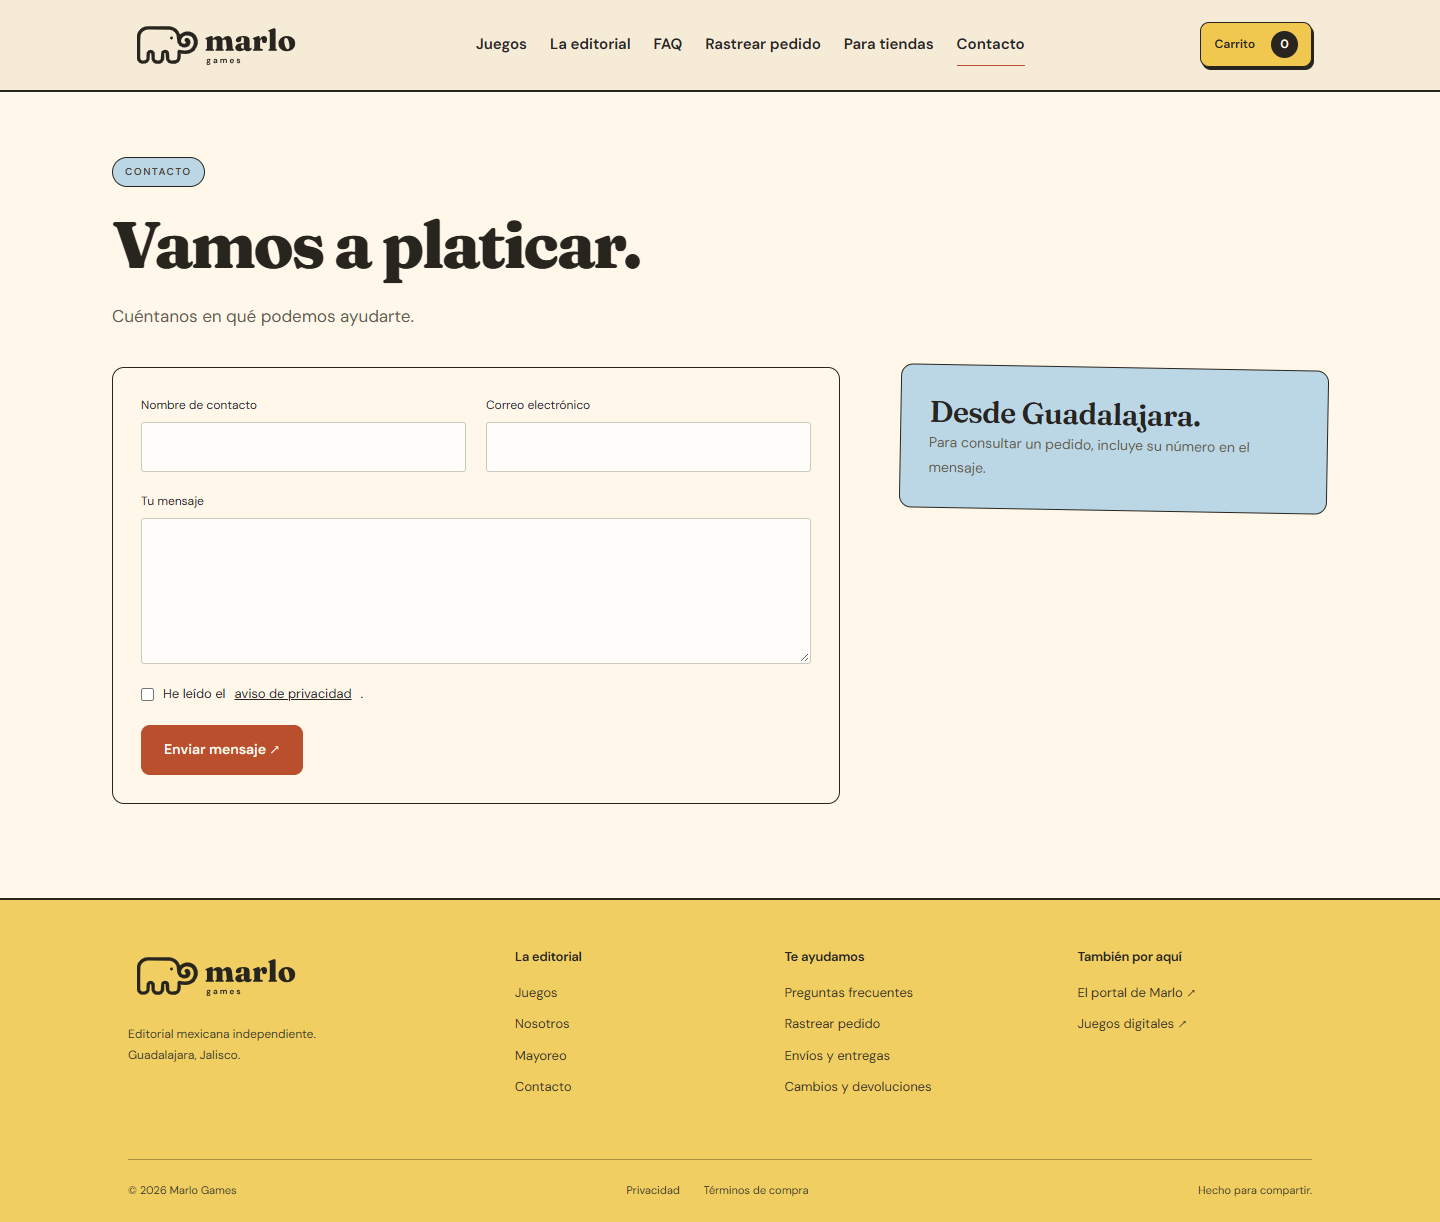 marlo
games
Juegos
La editorial
FAQ
Rastrear pedido
Para tiendas
Contacto
Carrito 0
CONTACTO
Vamos a platicar.
Cuéntanos en qué podemos ayudarte.
Nombre de contacto
Correo electrónico
Tu mensaje
He leído el aviso de privacidad .
Enviar mensaje ↗
Desde Guadalajara.
Para consultar un pedido, incluye su número en el
mensaje.
marlo
games
Editorial mexicana independiente.
Guadalajara, Jalisco.
La editorial
Juegos
Nosotros
Mayoreo
Contacto
Te ayudamos
Preguntas frecuentes
Rastrear pedido
Envíos y entregas
Cambios y devoluciones
También por aquí
El portal de Marlo ↗
Juegos digitales ↗
© 2026 Marlo Games
Privacidad
Términos de compra
Hecho para compartir.